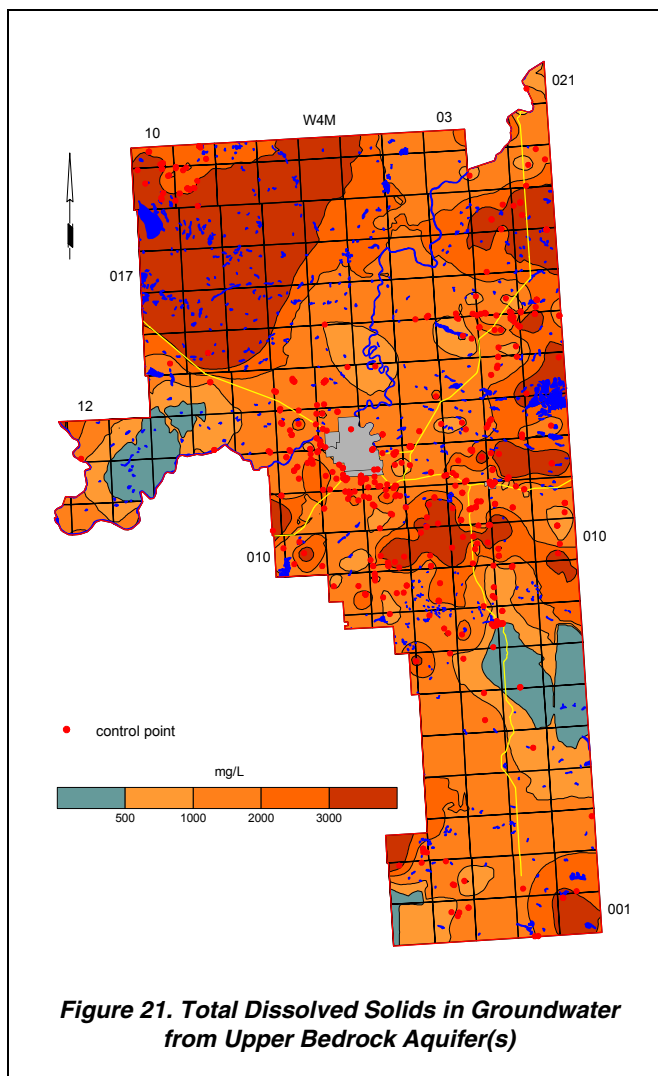 021
W4M
03
10
017
12
010
010
control point
mg/L
500 1000 2000 3000
001
Figure 21. Total Dissolved Solids in Groundwater
from Upper Bedrock Aquifer(s)